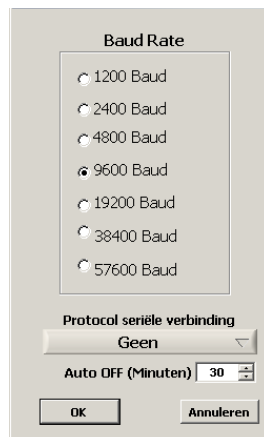 Baud Rate
1200 Baud
2400 Baud
4800 Baud
9600 Baud
19200 Baud
38400 Baud
57600 Baud
Protocol seriële verbinding
Geen
Auto OFF (Minuten) 30
OK Annuleren